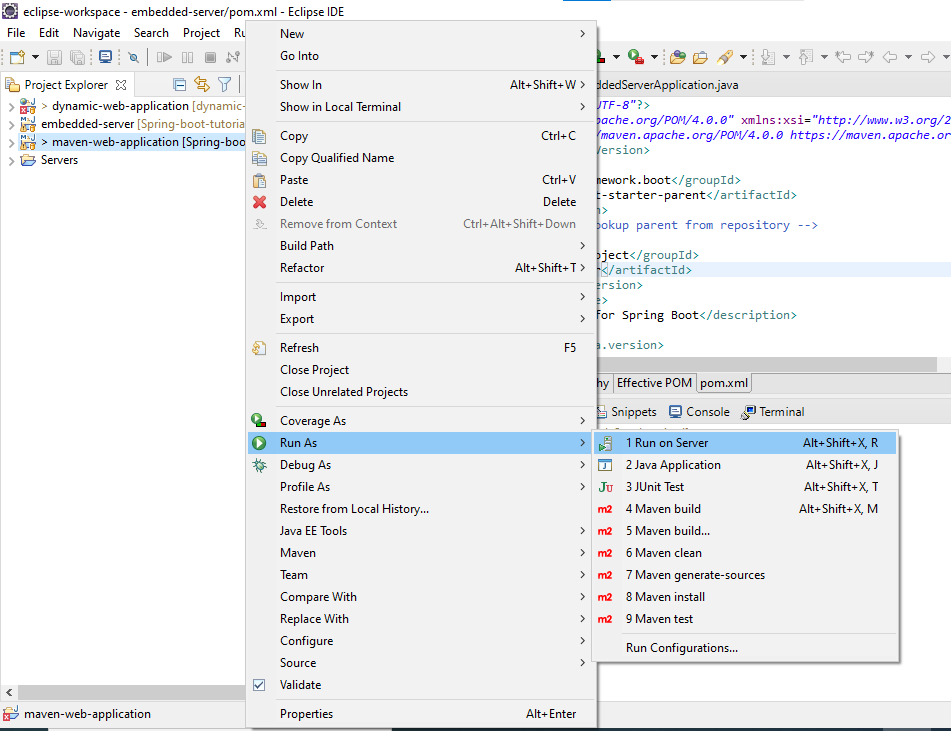 eclipse-workspace - embedded-server/pom.xml - Eclipse IDE
File Edit Navigate Search Project
Project Explorer
> dynamic-web-application [dynamic-
embedded-server [Spring-boot-tutoria
> maven-web-application [Spring-boo
Servers
maven-web-application
New
Go Into
Show In Alt+Shift+W
Show in Local Terminal
Copy Ctrl+C
Copy Qualified Name
Paste Ctrl+V
Delete Delete
Remove from Context Ctrl+Alt+Shift+Down
Build Path
Refactor Alt+Shift+T
Import
Export
Refresh F5
Close Project
Close Unrelated Projects
Coverage As
Run As
Debug As
Profile As
Restore from Local History...
Java EE Tools
Maven
Team
Compare With
Replace With
Configure
Source
Validate
Properties Alt+Enter
1 Run on Server Alt+Shift+X, R
2 Java Application Alt+Shift+X, J
3 JUnit Test Alt+Shift+X, T
4 Maven build Alt+Shift+X, M
5 Maven build...
6 Maven clean
7 Maven generate-sources
8 Maven install
9 Maven test
Run Configurations...
ddedServerApplication.java
UTF-8"?>
pache.org/POM/4.0.0" xmlns:xsi="http://www.w3.org/2
/maven.apache.org/POM/4.0.0 https://maven.apache.or
Version>
mework.boot</groupId>
t-starter-parent</artifactId>
n>
ookup parent from repository -->
oject</groupId>
r</artifactId>
ersion>
e>
for Spring Boot</description>
a.version>
hy Effective POM pom.xml
Snippets Console Terminal